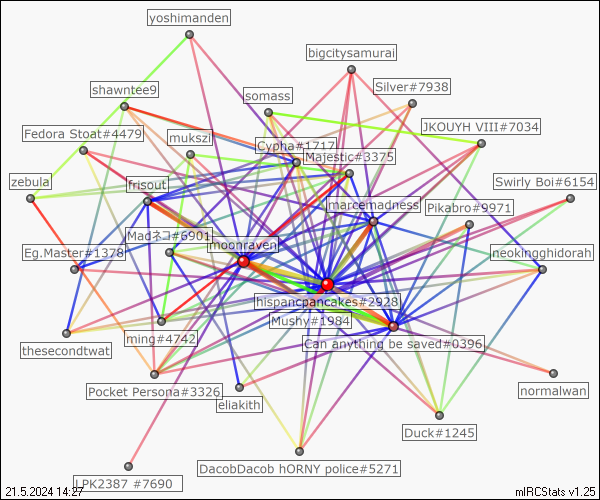 yoshimanden
bigcitysamurai
shawntee9
somass
Silver#7938
Fedora Stoat#4479
mukszi
Cypha#1717
JKOUYH VIII#7034
Majestic#3375
zebula
frisout
Swirly Boi#6154
marcemadness
Pikabro#9971
Madネコ#6901
Eg.Master#1378
moonraven
neokingghidorah
hispancpancakes#2928
Mushy#1984
thesecondtwat
ming#4742
Can anything be saved#0396
Pocket Persona#3326
eliakith
normalwan
Duck#1245
DacobDacob hORNY police#5271
LPK2387 #7690
21.5.2024 14:27
mIRCStats v1.25